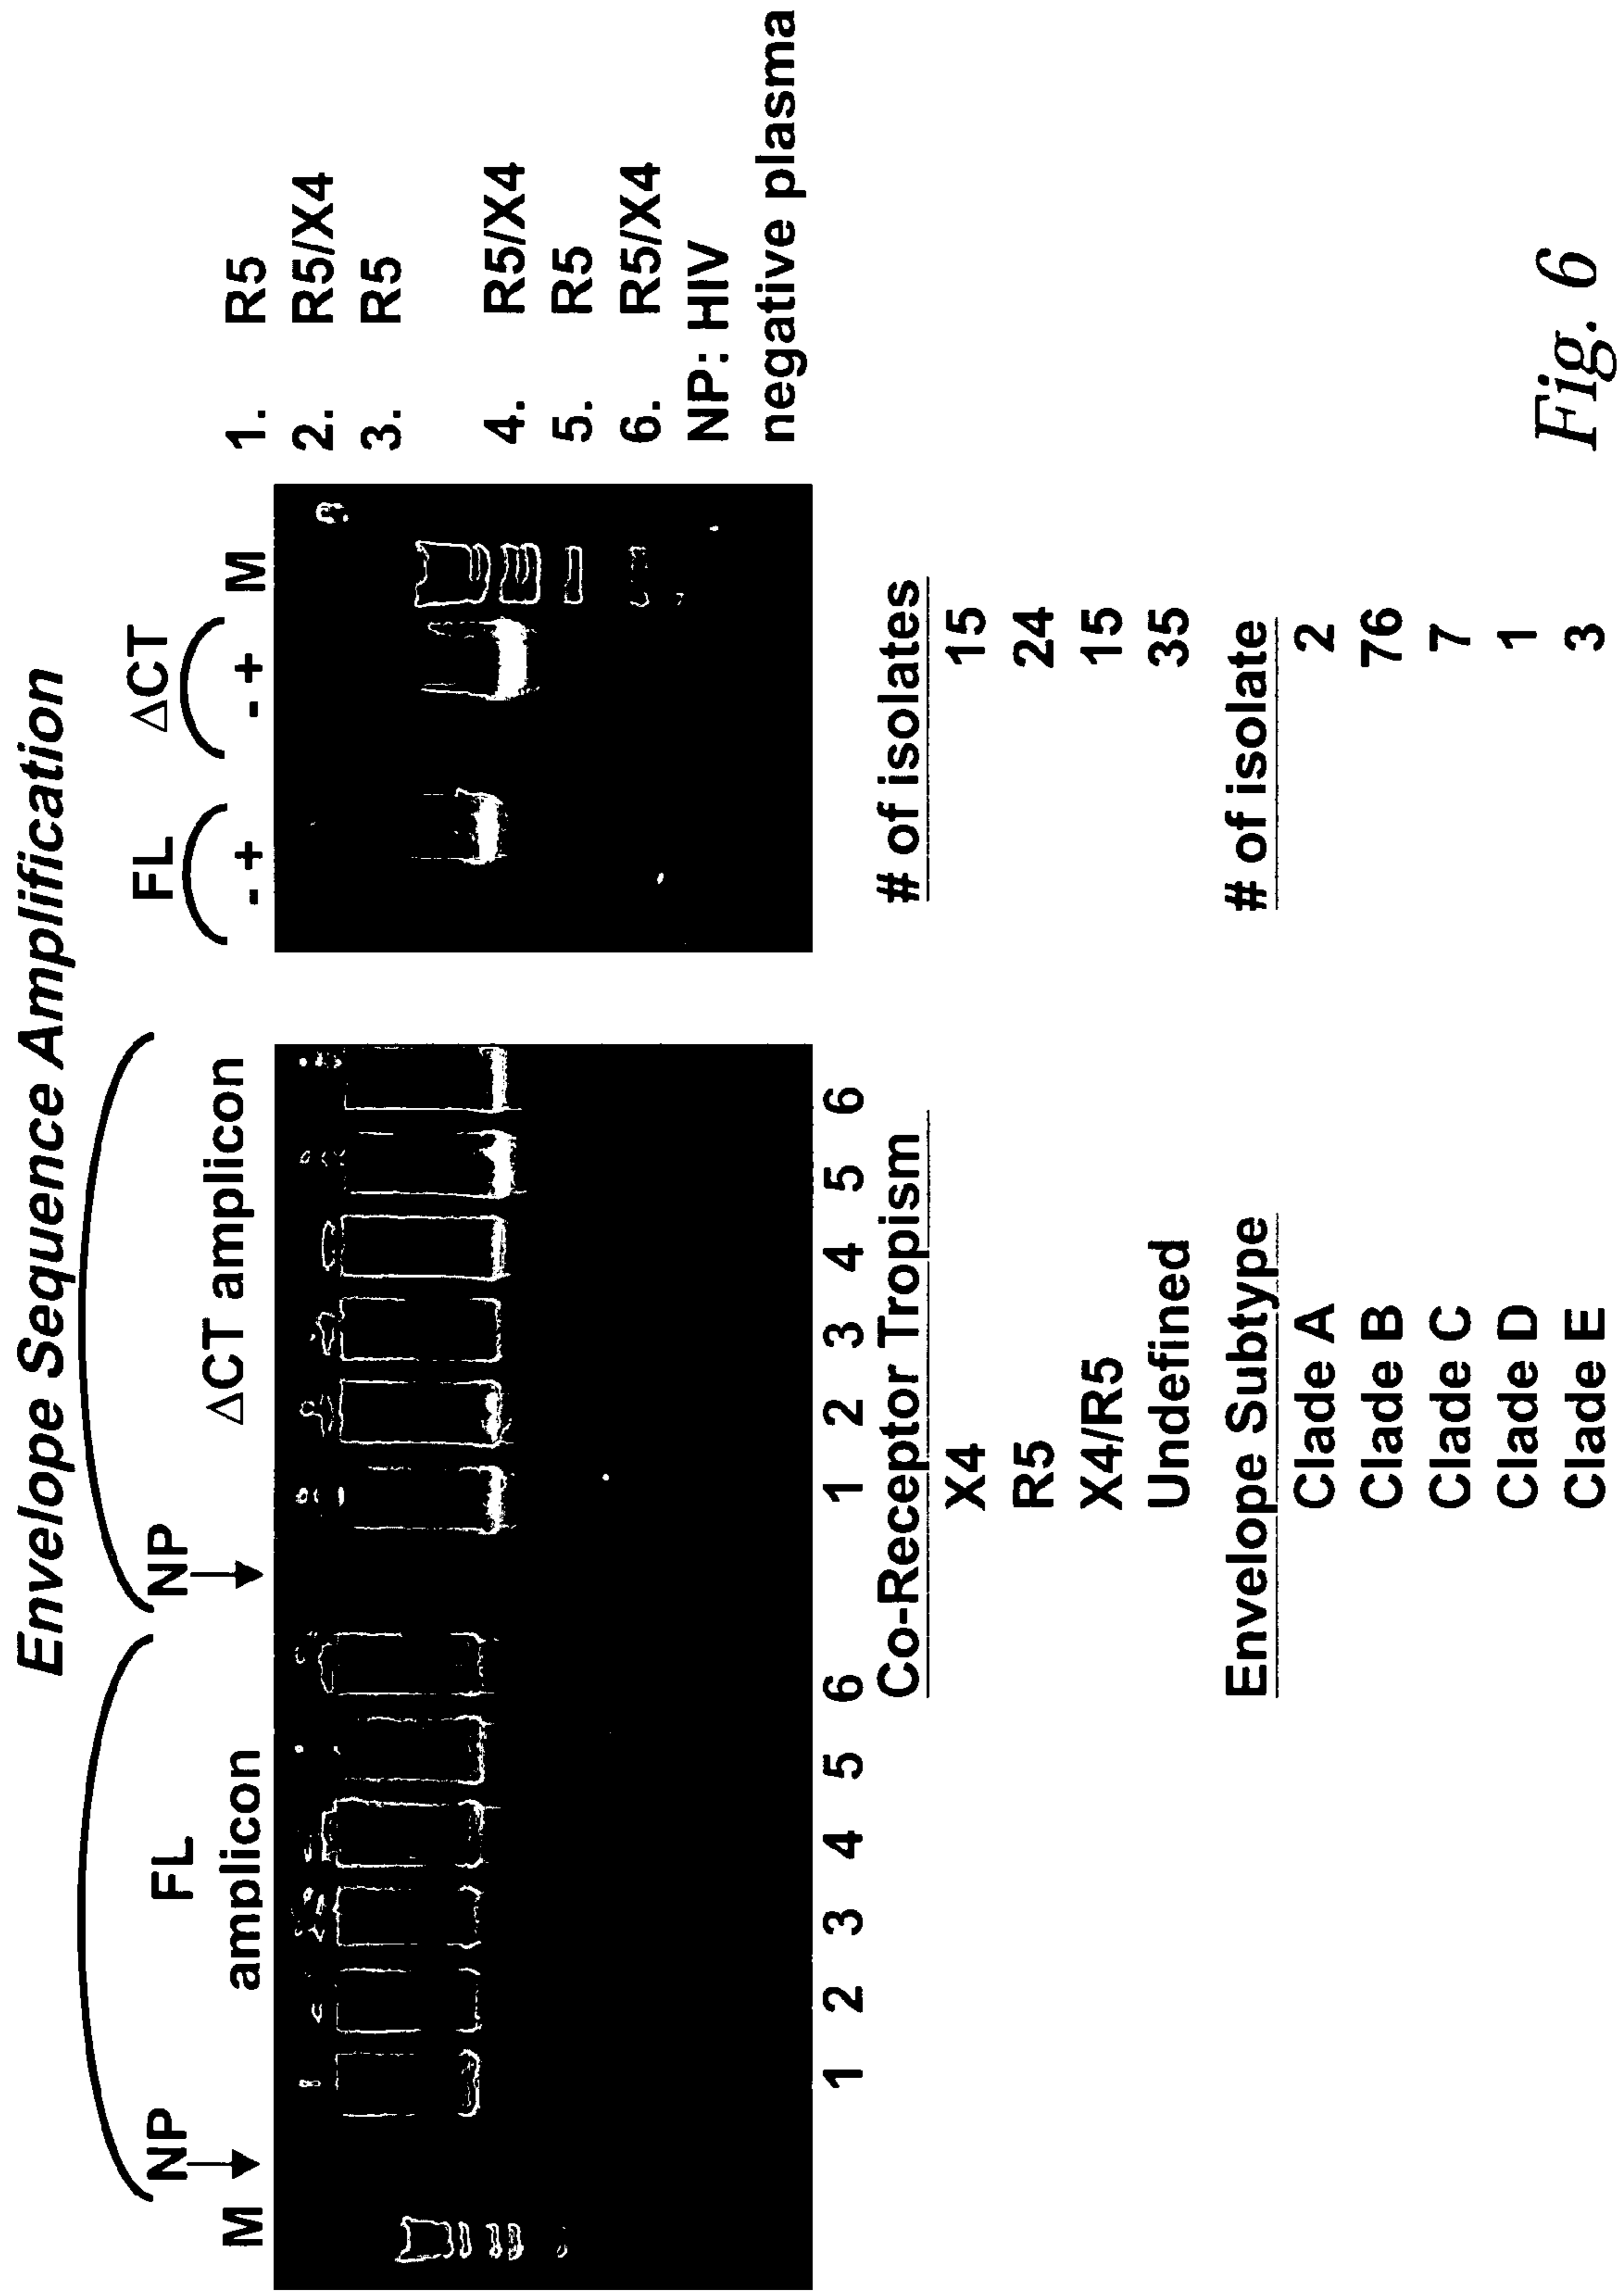 Envelope Sequence Amplification
FL
amplicon
ΔCT amplicon
FL
ΔCT
M
NP
NP
- +
- +
M
1 2 3 4 5 6
1 2 3 4 5 6
1. R5
2. R5/X4
3. R5
4. R5/X4
5. R5
6. R5/X4
NP: HIV
negative plasma
Co-Receptor Tropism # of isolates
X4 15
R5 24
X4/R5 15
Undefined 35
Envelope Subtype # of isolate
Clade A 2
Clade B 76
Clade C 7
Clade D 1
Clade E 3
Fig. 6